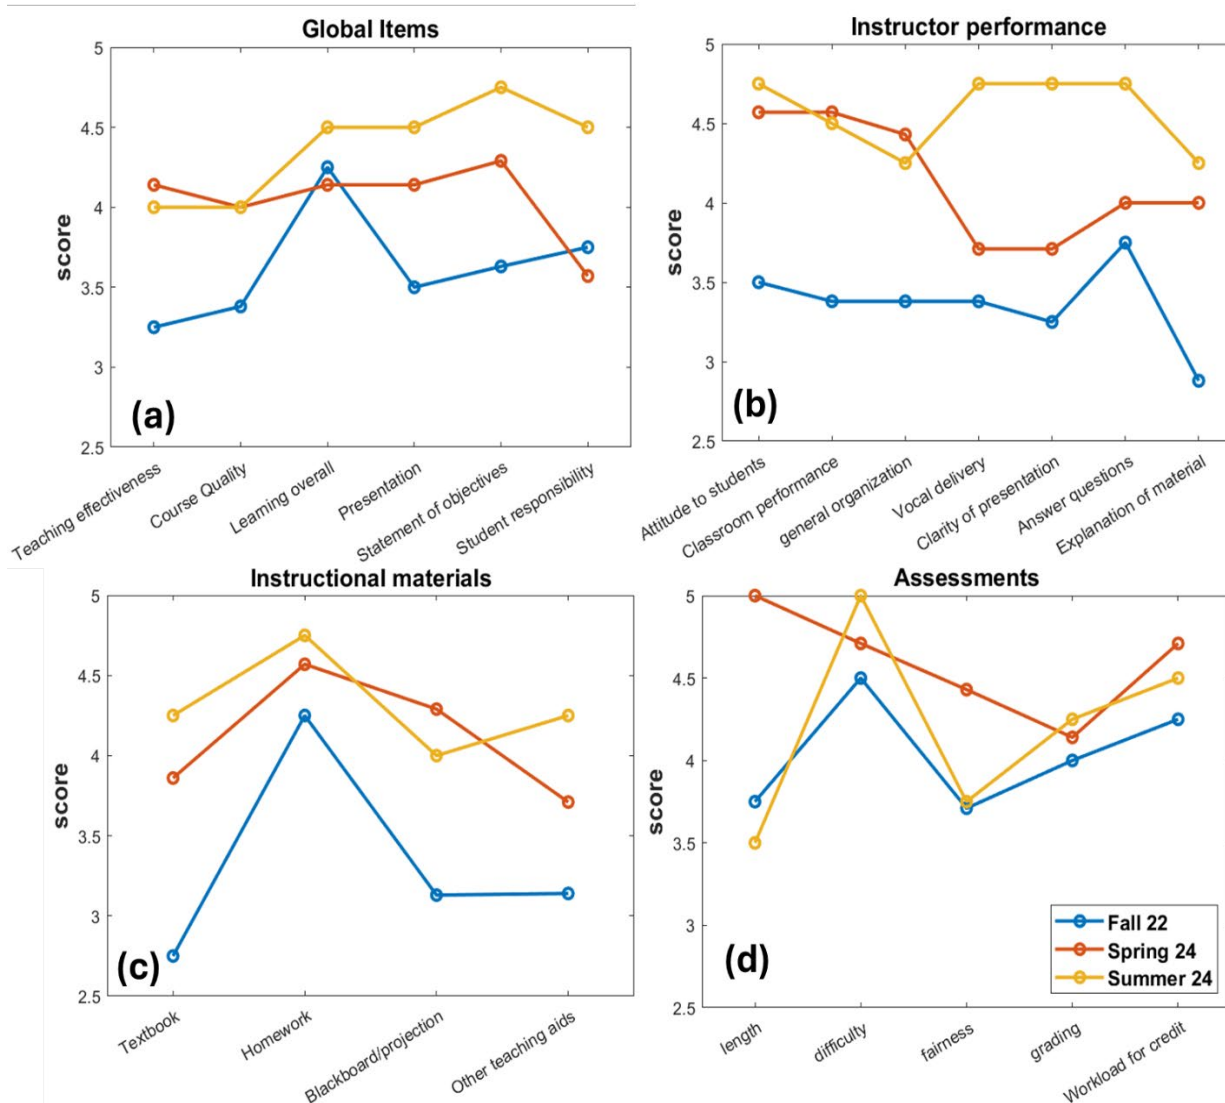 Global Items
5
4.5
4
3.5
3
2.5
score
(a)
Teaching effectiveness
Course Quality
Learning overall
Presentation
Statement of objectives
Student responsibility
Instructor performance
5
4.5
4
3.5
3
2.5
score
(b)
Attitude to students
Classroom performance
general organization
Vocal delivery
Clarity of presentation
Answer questions
Explanation of material
Instructional materials
5
4.5
4
3.5
3
2.5
score
(c)
Textbook
Homework
Blackboard/projection
Other teaching aids
Assessments
5
4.5
4
3.5
3
2.5
score
(d)
Fall 22
Spring 24
Summer 24
length
difficulty
fairness
grading
Workload for credit